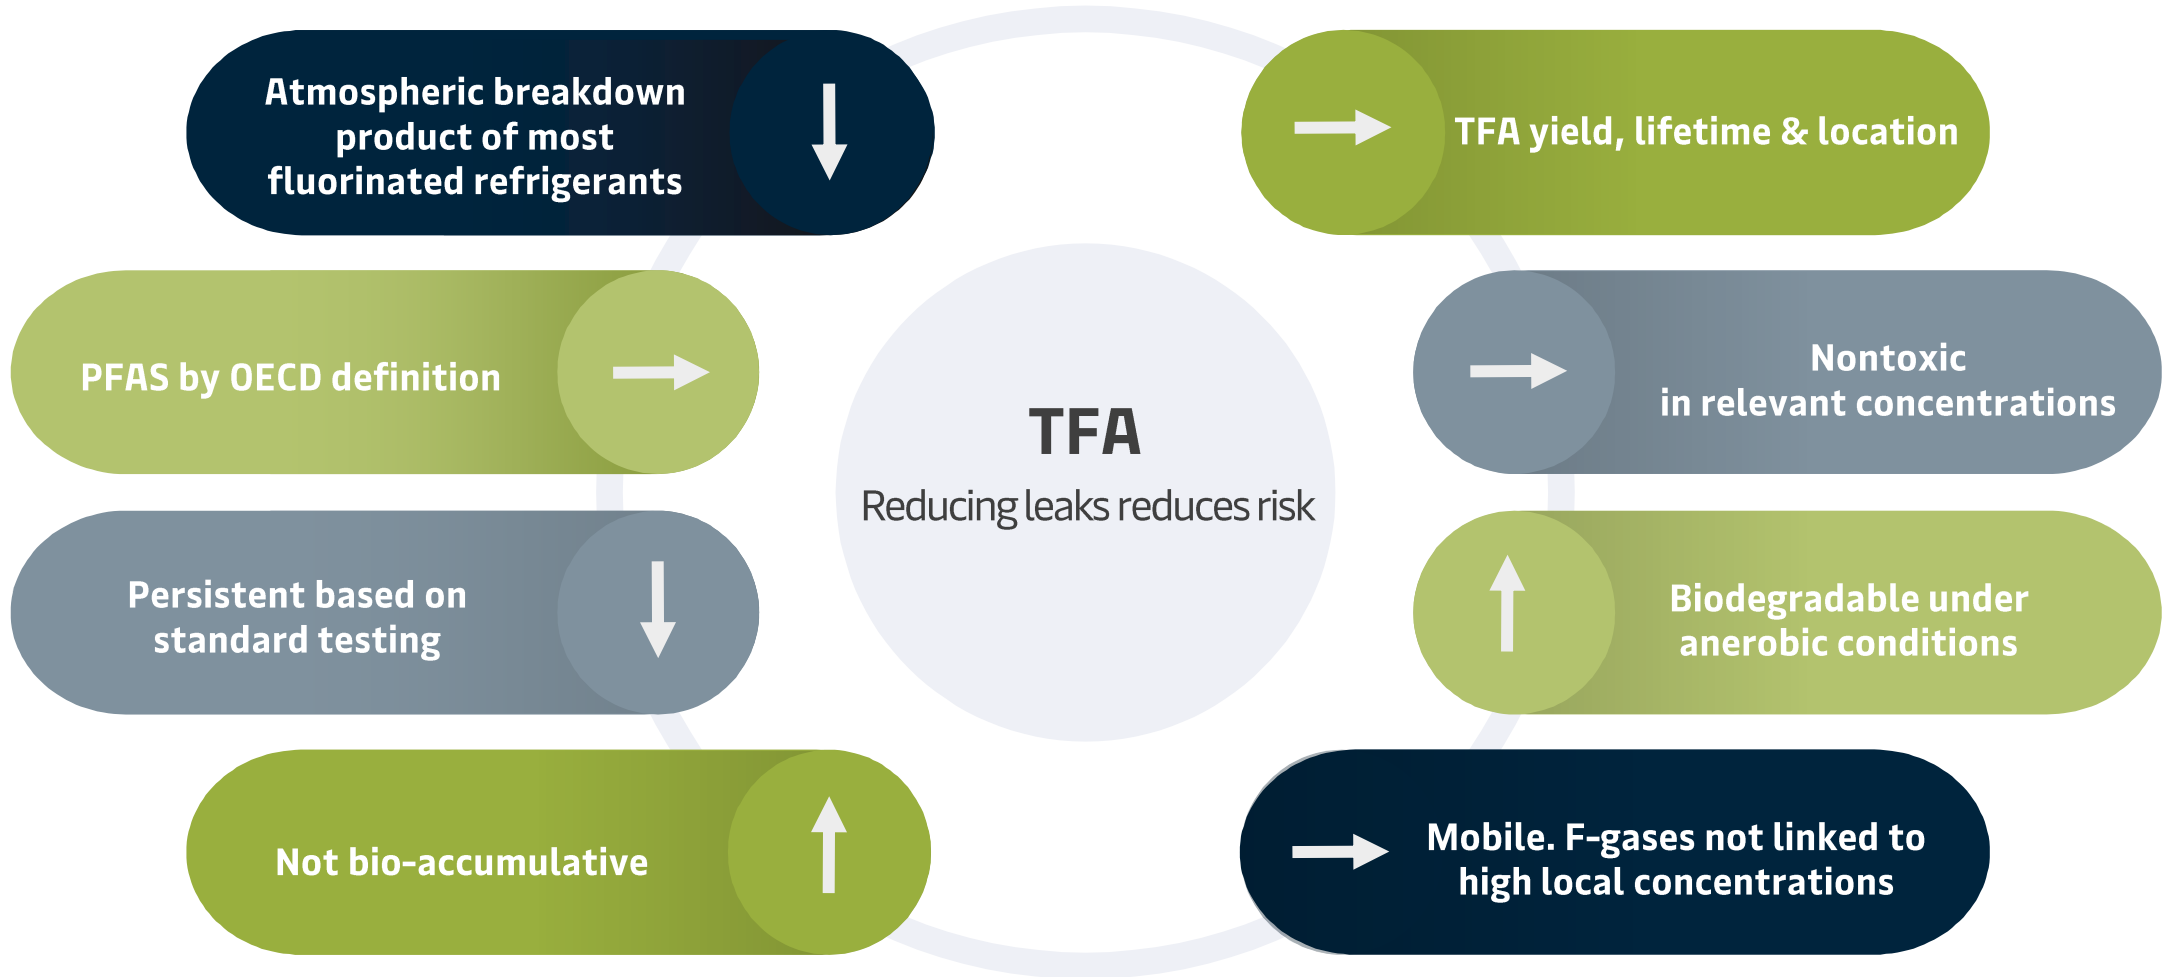 Atmospheric breakdown
product of most
fluorinated refrigerants
PFAS by OECD definition
Persistent based on
standard testing
Not bio-accumulative
TFA
Reducing leaks reduces risk
TFA yield, lifetime & location
Nontoxic
in relevant concentrations
Biodegradable under
anerobic conditions
Mobile. F-gases not linked to
high local concentrations